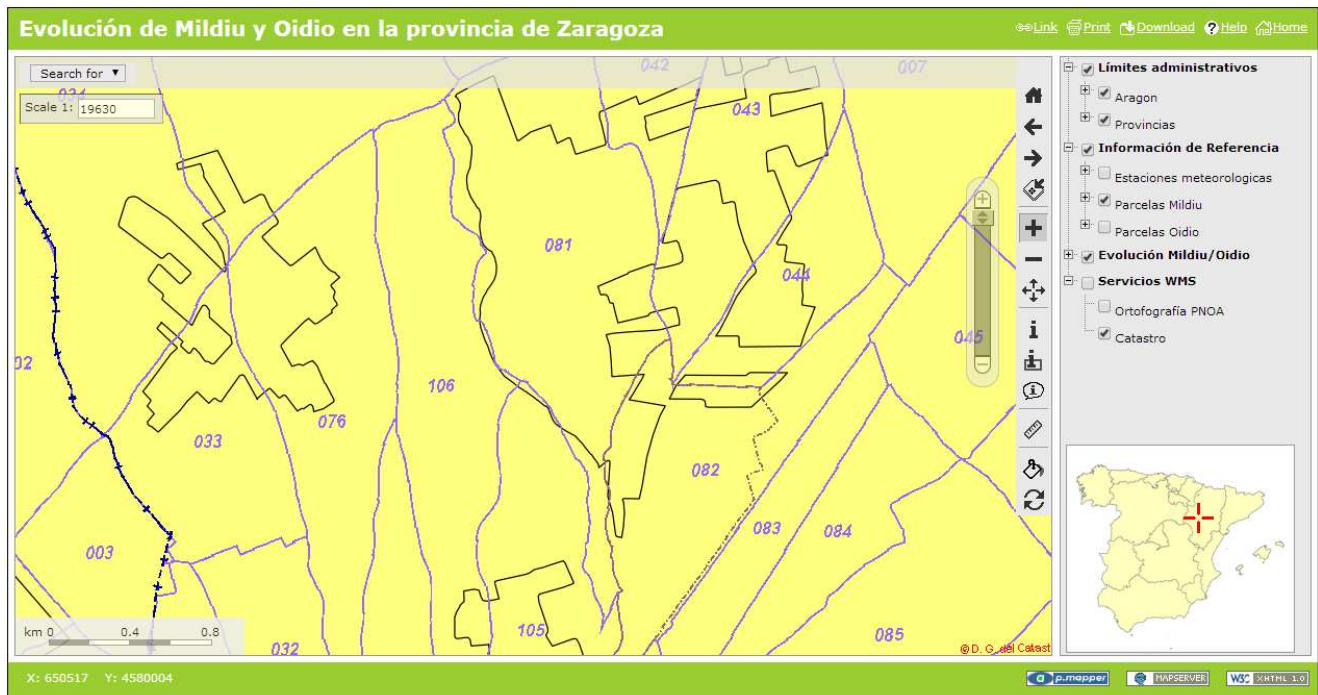 Evolución de Mildiu y Oidio en la provincia de Zaragoza
Link Print Download ? Help Home
Search for ▼
Scale 1: 19630
034
042
007
043
081
044
045
02
106
076
033
082
083
084
003
105
032
085
km 0 0.4 0.8
© D. G. del Catast
Límites administrativos
Aragon
Provincias
Información de Referencia
Estaciones meteorologicas
Parcelas Mildiu
Parcelas Oidio
Evolución Mildiu/Oidio
Servicios WMS
Ortofografía PNOA
Catastro
X: 650517 Y: 4580004
p.mapper
MAPSERVER
W3C XHTML 1.0